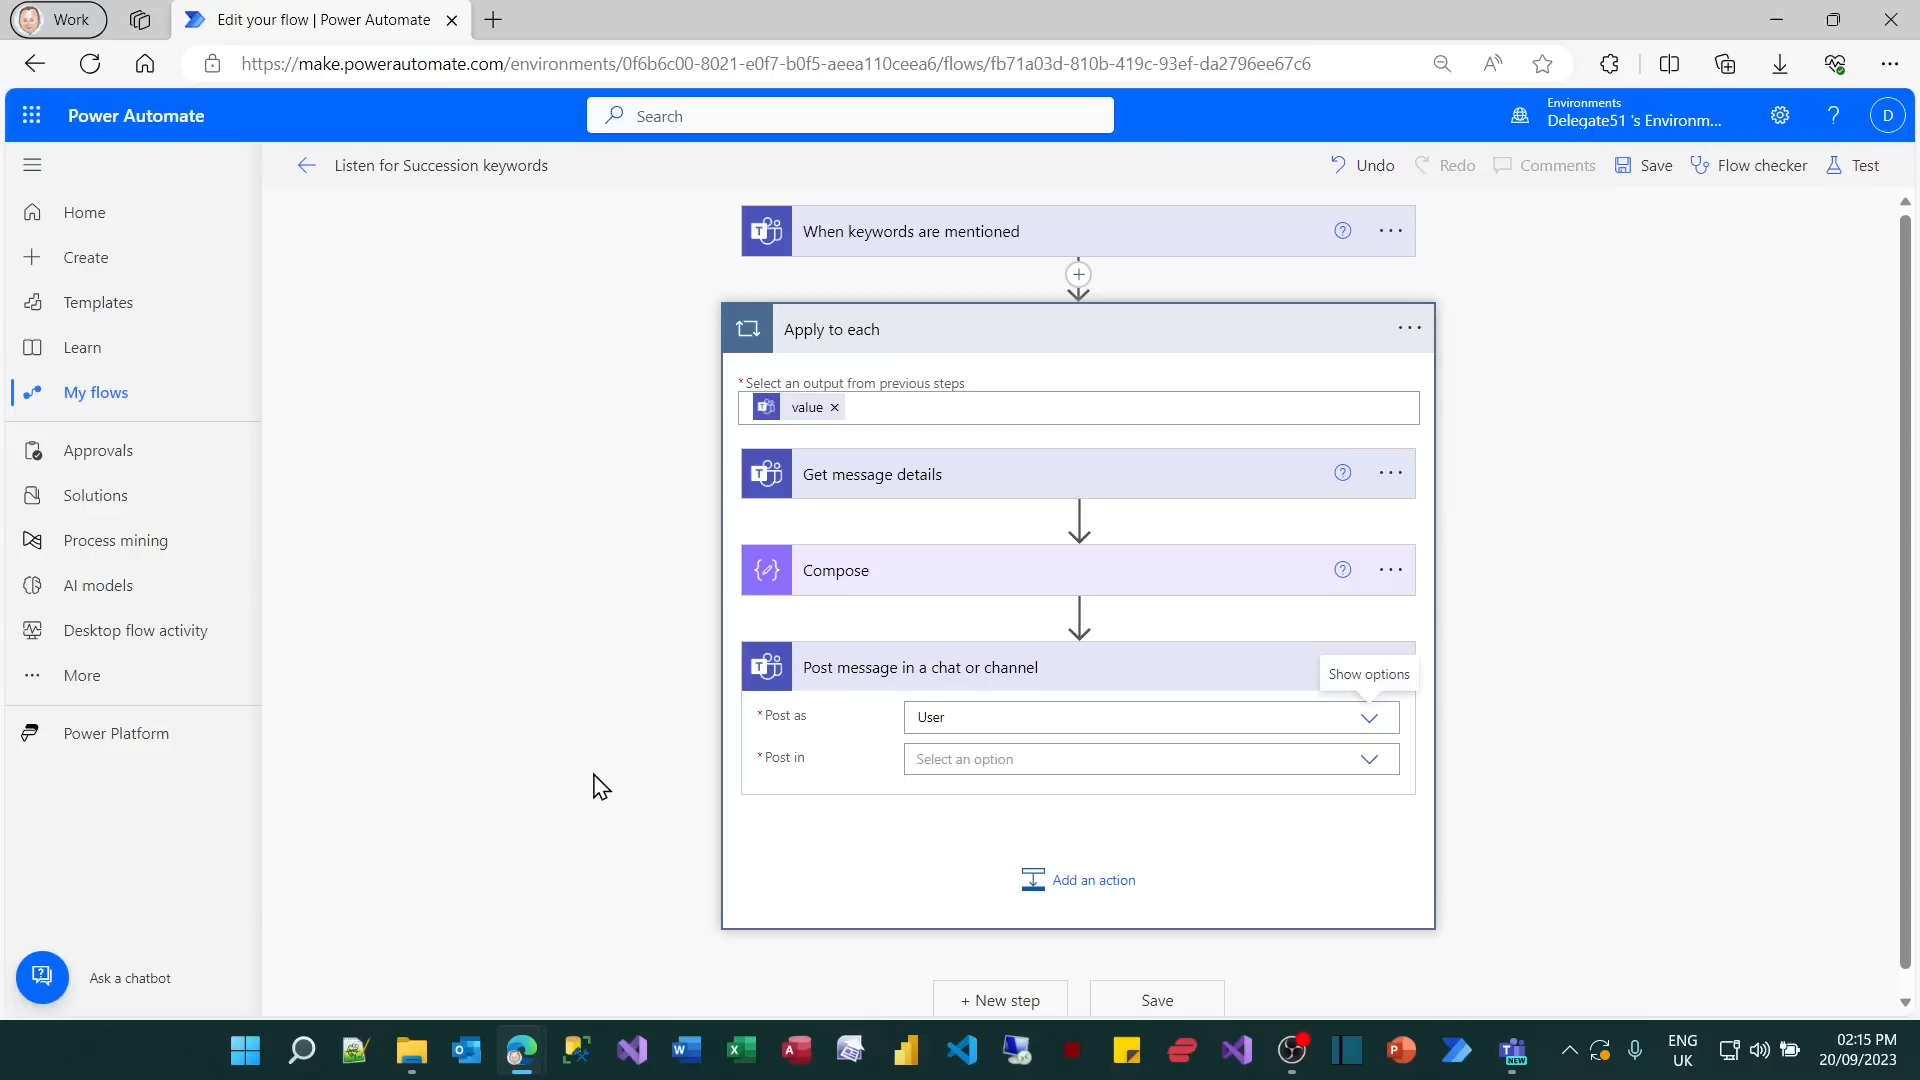 Work
Edit your flow | Power Automate
https://make.powerautomate.com/environments/0f6b6c00-8021-e0f7-b0f5-aeea110ceea6/flows/fb71a03d-810b-419c-93ef-da2796ee67c6
Power Automate
Search
Environments
Delegate51 's Environm...
D
Listen for Succession keywords
Undo
Redo
Comments
Save
Flow checker
Test
Home
Create
Templates
Learn
My flows
Approvals
Solutions
Process mining
AI models
Desktop flow activity
More
Power Platform
Ask a chatbot
When keywords are mentioned
Apply to each
* Select an output from previous steps
value
Get message details
Compose
Post message in a chat or channel
Show options
* Post as
User
* Post in
Select an option
Add an action
+ New step
Save
ENG
UK
02:15 PM
20/09/2023